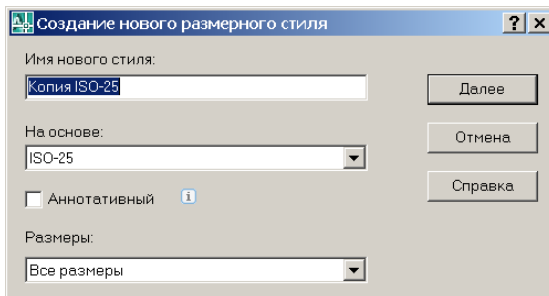 Создание нового размерного стиля
Имя нового стиля:
Копия ISO-25
Далее
На основе:
Отмена
ISO-25
Справка
Аннотативный
Размеры:
Все размеры